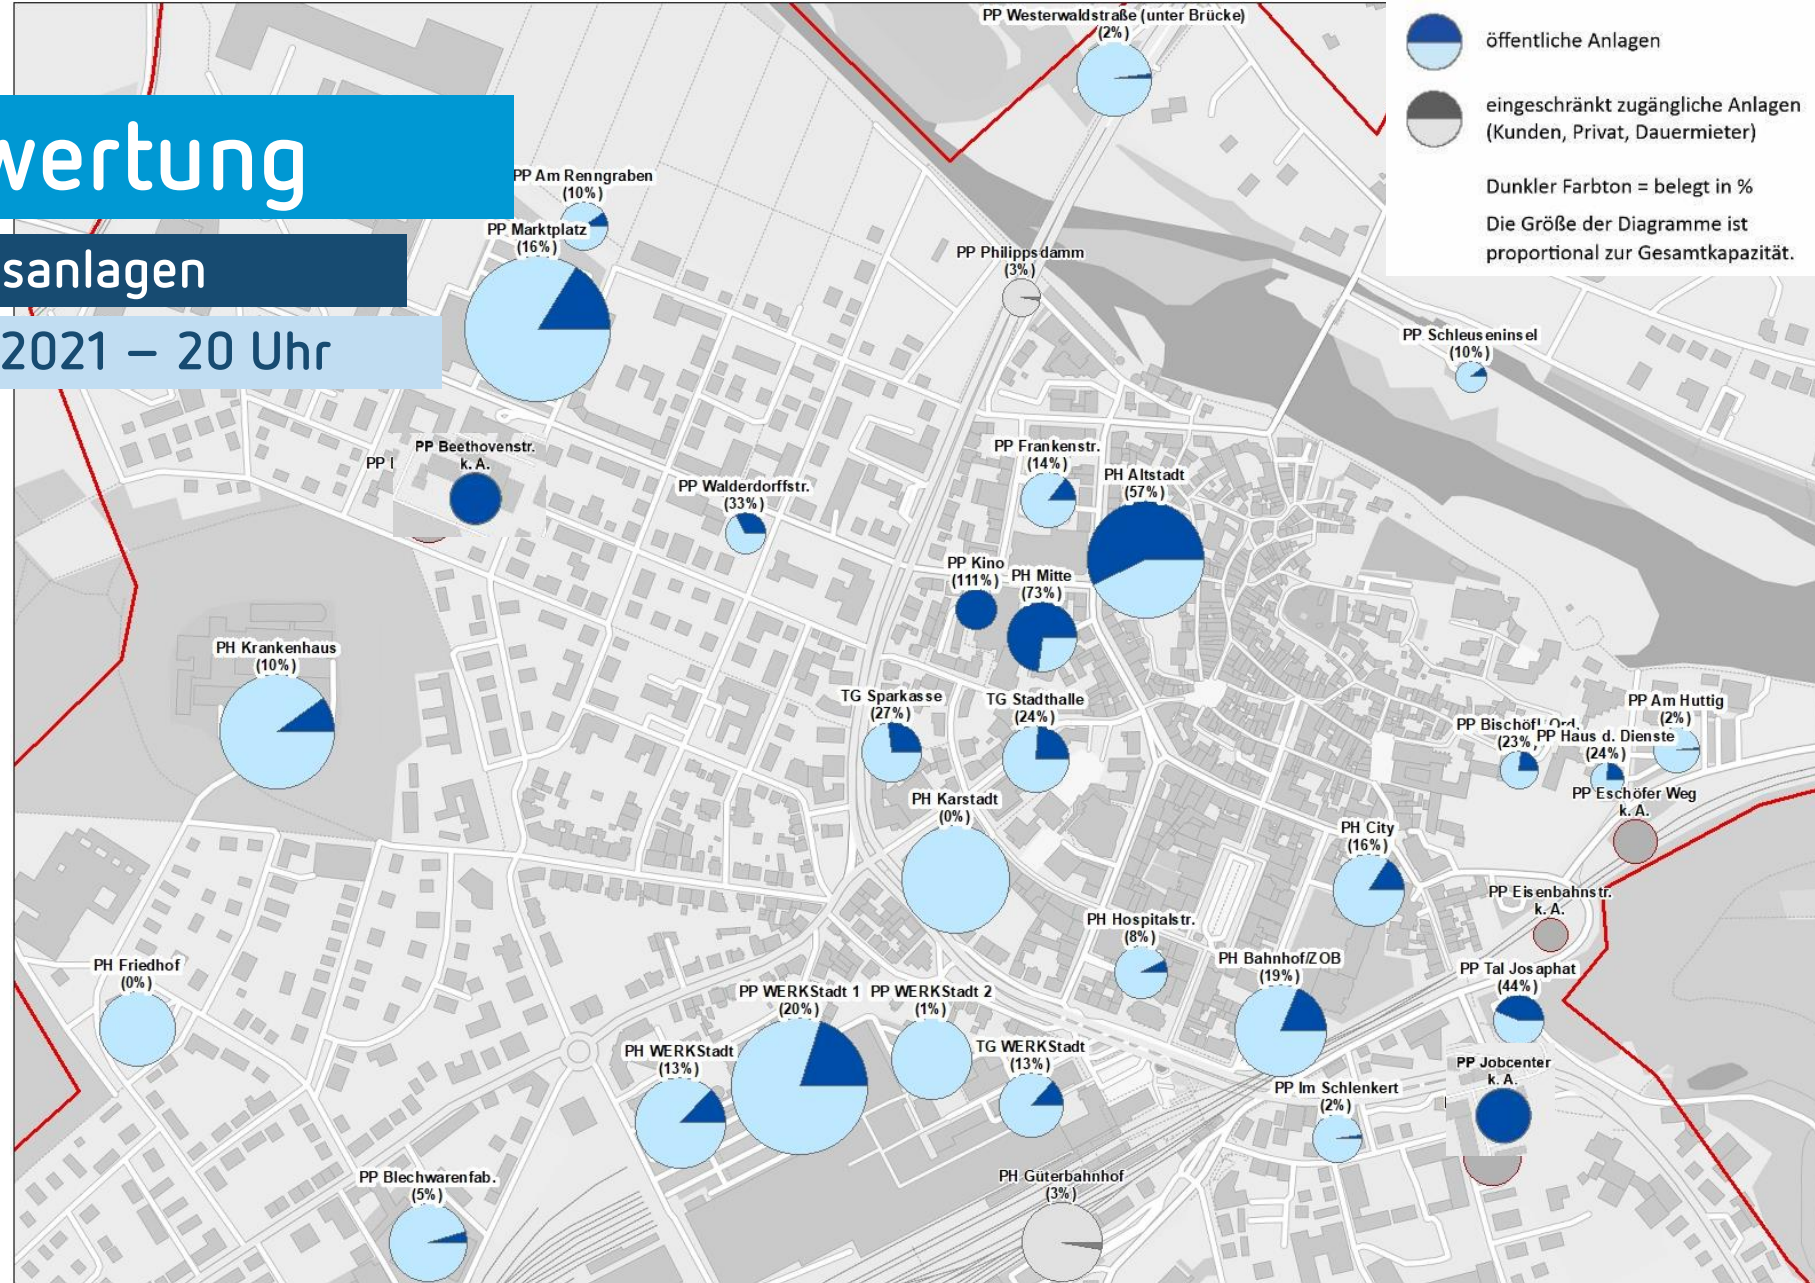 PP Westerwaldstraße (unter Brücke)
(2%)
öffentliche Anlagen
eingeschränkt zugängliche Anlagen
(Kunden, Privat, Dauermieter)
Dunkler Farbton = belegt in %
Die Größe der Diagramme ist
proportional zur Gesamtkapazität.
wertung
sanlagen
2021 – 20 Uhr
PP Am Renngraben
(10%)
PP Marktplatz
(16%)
PP Philippsdamm
(3%)
PP Schleuseninsel
(10%)
PP Beethovenstr.
k. A.
PP
PP Walderdorffstr.
(33%)
PP Frankenstr.
(14%)
PH Altstadt
(57%)
PP Kino
(111%)
PH Mitte
(73%)
PH Krankenhaus
(10%)
TG Sparkasse
(27%)
TG Stadthalle
(24%)
PP Am Huttig
(2%)
PP Bischöfl. Ord.
(23%)
PP Haus d. Dienste
(24%)
PP Eschöfer Weg
k. A.
PH Karstadt
(0%)
PH City
(16%)
PP Eisenbahnstr.
k. A.
PH Hospitalstr.
(8%)
PH Bahnhof/ZOB
(19%)
PP Tal Josaphat
(44%)
PH Friedhof
(0%)
PP WERKStadt 1
(20%)
PP WERKStadt 2
(1%)
PH WERKStadt
(13%)
TG WERKStadt
(13%)
PP Jobcenter
k. A.
PP Im Schlenkert
(2%)
PP Blechwarenfab.
(5%)
PH Güterbahnhof
(3%)